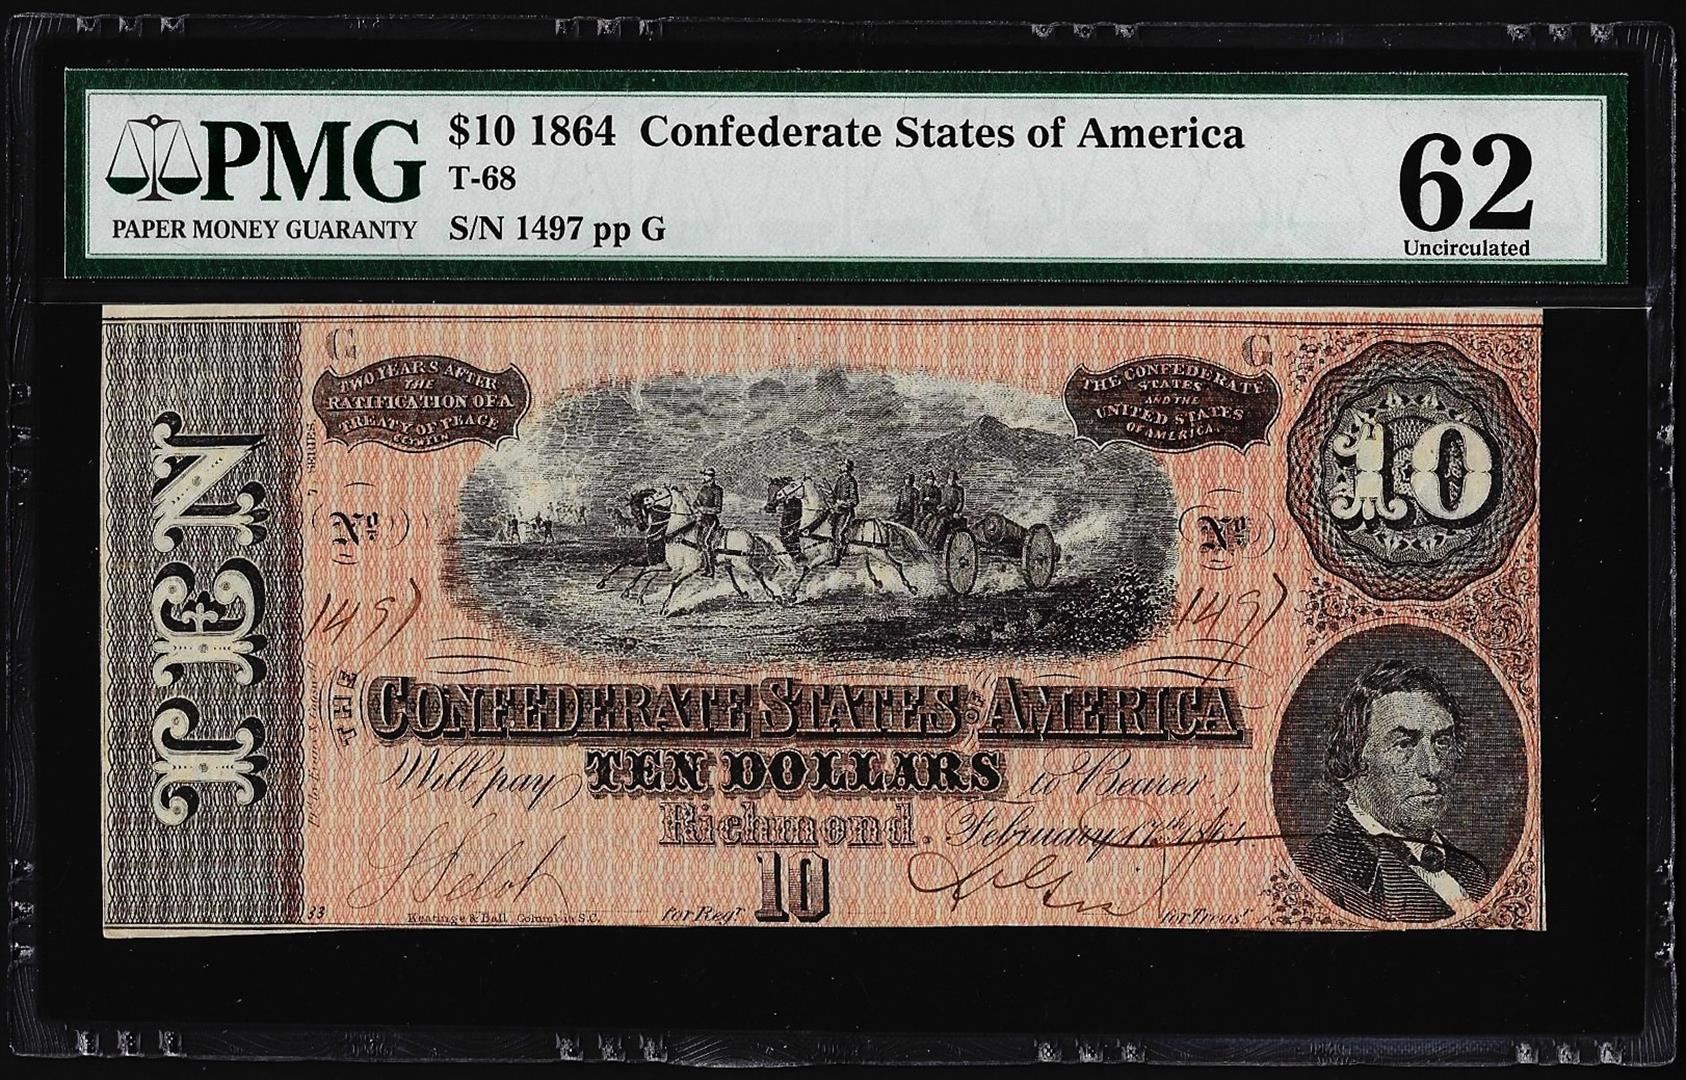 PMG
PAPER MONEY GUARANTY
$10 1864 Confederate States of America
T-68
S/N 1497 pp G
62
Uncirculated
G
G
TWO YEARS AFTER
THE
RATIFICATION OF A
TREATY OF PEACE
BETWEEN
THE CONFEDERATE
STATES
AND THE
UNITED STATES
OF AMERICA.
10
TEN
SERIES
No
No
1497
1497
THE
CONFEDERATE STATES OF AMERICA
Will pay TEN DOLLARS to Bearer.
Richmond. February 17th 1864
10
33
Keatinge & Ball, Columbia S.C.
for Regr
for Treasr